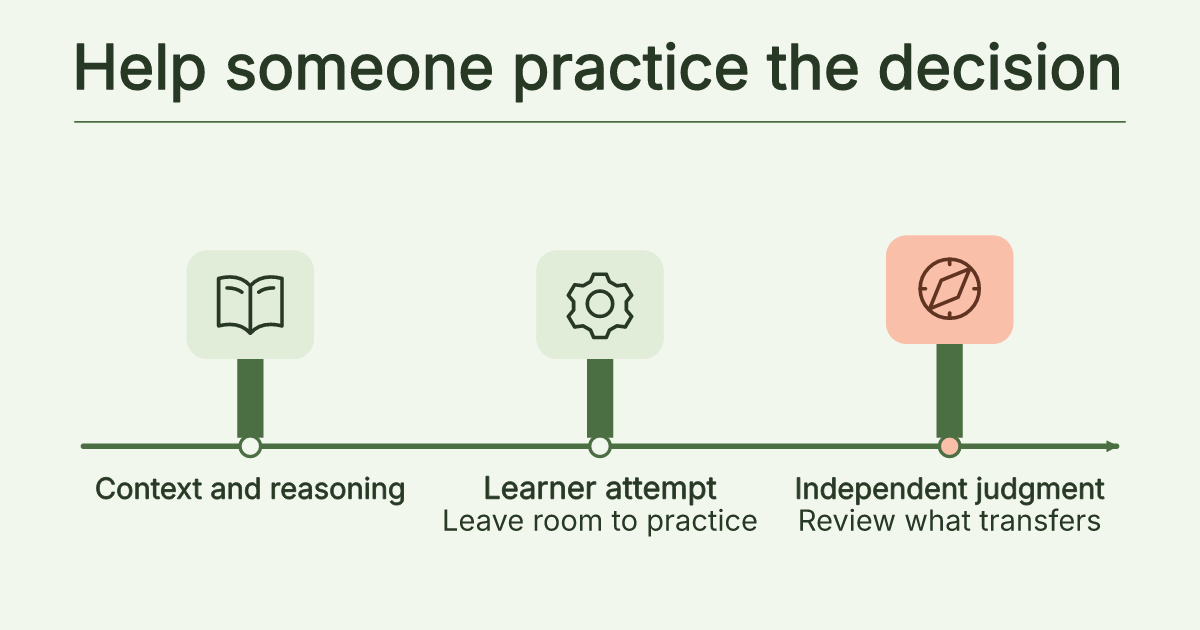 Help someone practice the decision
Context and reasoning
Learner attempt
Leave room to practice
Independent judgment
Review what transfers